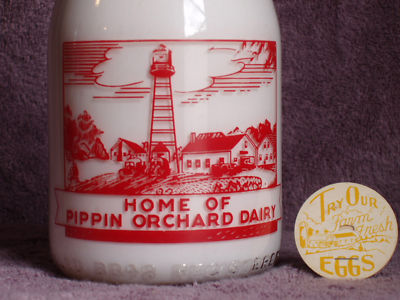 HOME OF
PIPPIN ORCHARD DAIRY
TRY OUR
Farm
Fresh
EGGS